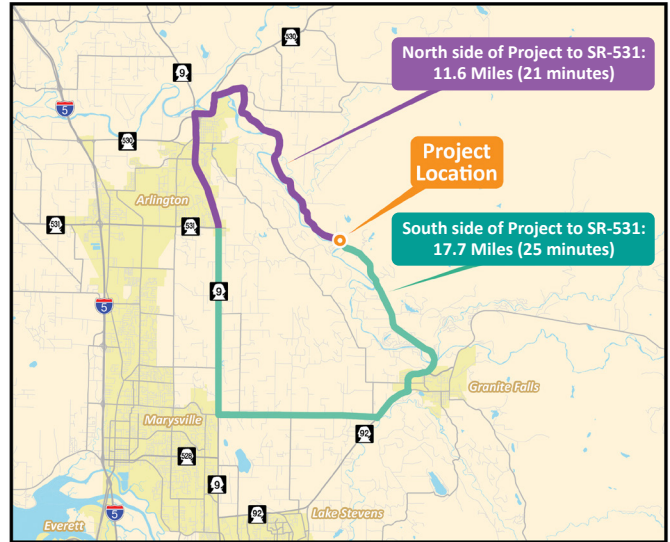 530
9
North side of Project to SR-531:
11.6 Miles (21 minutes)
5
530
Project
Location
Arlington
531
531
South side of Project to SR-531:
17.7 Miles (25 minutes)
9
5
Granite Falls
Marysville
92
528
9
92
Lake Stevens
5
Everett